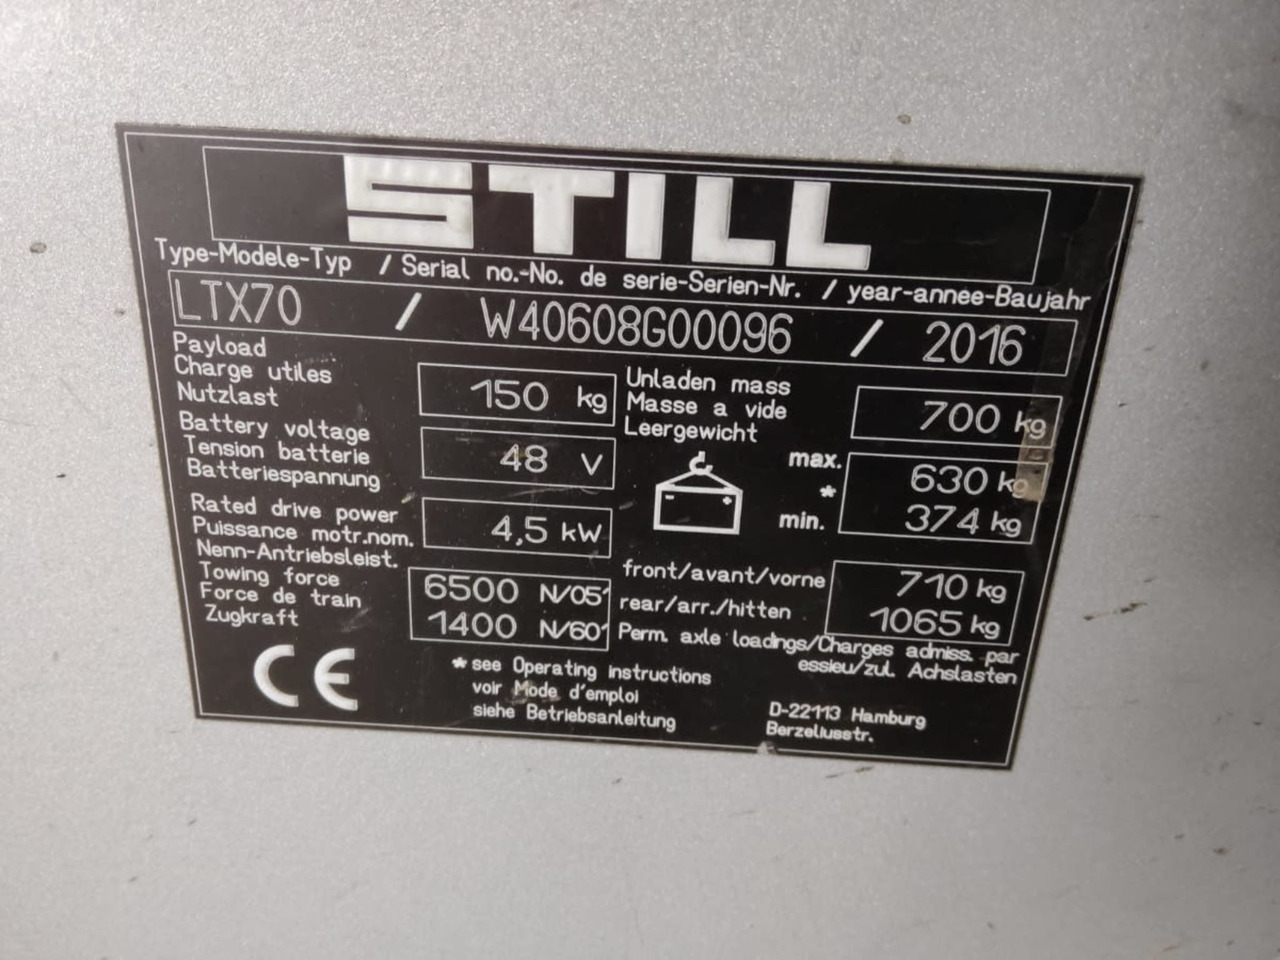 STILL
Type-Modele-Typ / Serial no.-No. de serie-Serien-Nr. / year-annee-Baujahr
LTX70 / W40608G00096 / 2016
Payload
Charge utiles
Nutzlast
150 kg
Unladen mass
Masse a vide
Leergewicht
700 kg
Battery voltage
Tension batterie
Batteriespannung
48 V
max. 630 kg
*
min. 374 kg
- +
Rated drive power
Puissance motr.nom.
Nenn-Antriebsleist.
4,5 kW
Towing force
Force de train
Zugkraft
6500 N/05'
1400 N/60'
front/avant/vorne 710 kg
rear/arr./hitten 1065 kg
Perm. axle loadings/Charges admiss. par
essieu/zul. Achslasten
CE
* see Operating instructions
voir Mode d'emploi
siehe Betriebsanleitung
D-22113 Hamburg
Berzeliusstr.